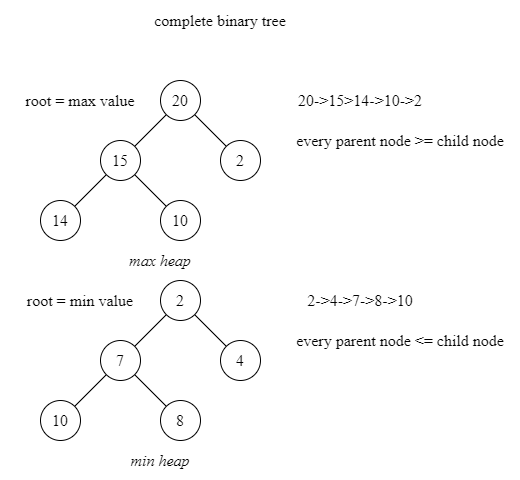 complete binary tree
root = max value
20
20->15>14->10->2
every parent node >= child node
15
2
14
10
max heap
root = min value
2
2->4->7->8->10
every parent node <= child node
7
4
10
8
min heap